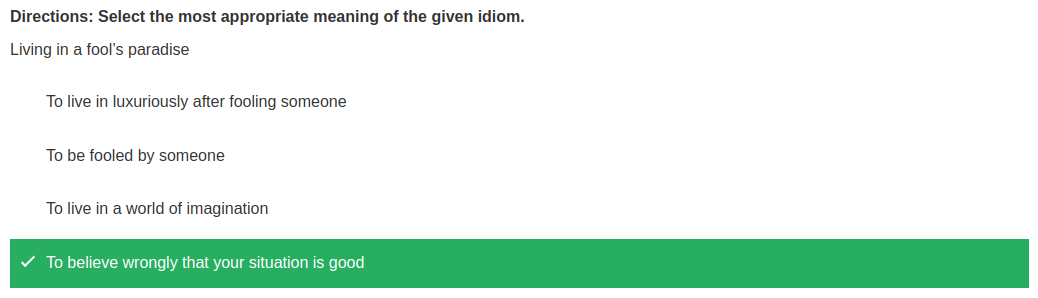 Directions: Select the most appropriate meaning of the given idiom.
Living in a fool’s paradise
To live in luxuriously after fooling someone
To be fooled by someone
To live in a world of imagination
To believe wrongly that your situation is good